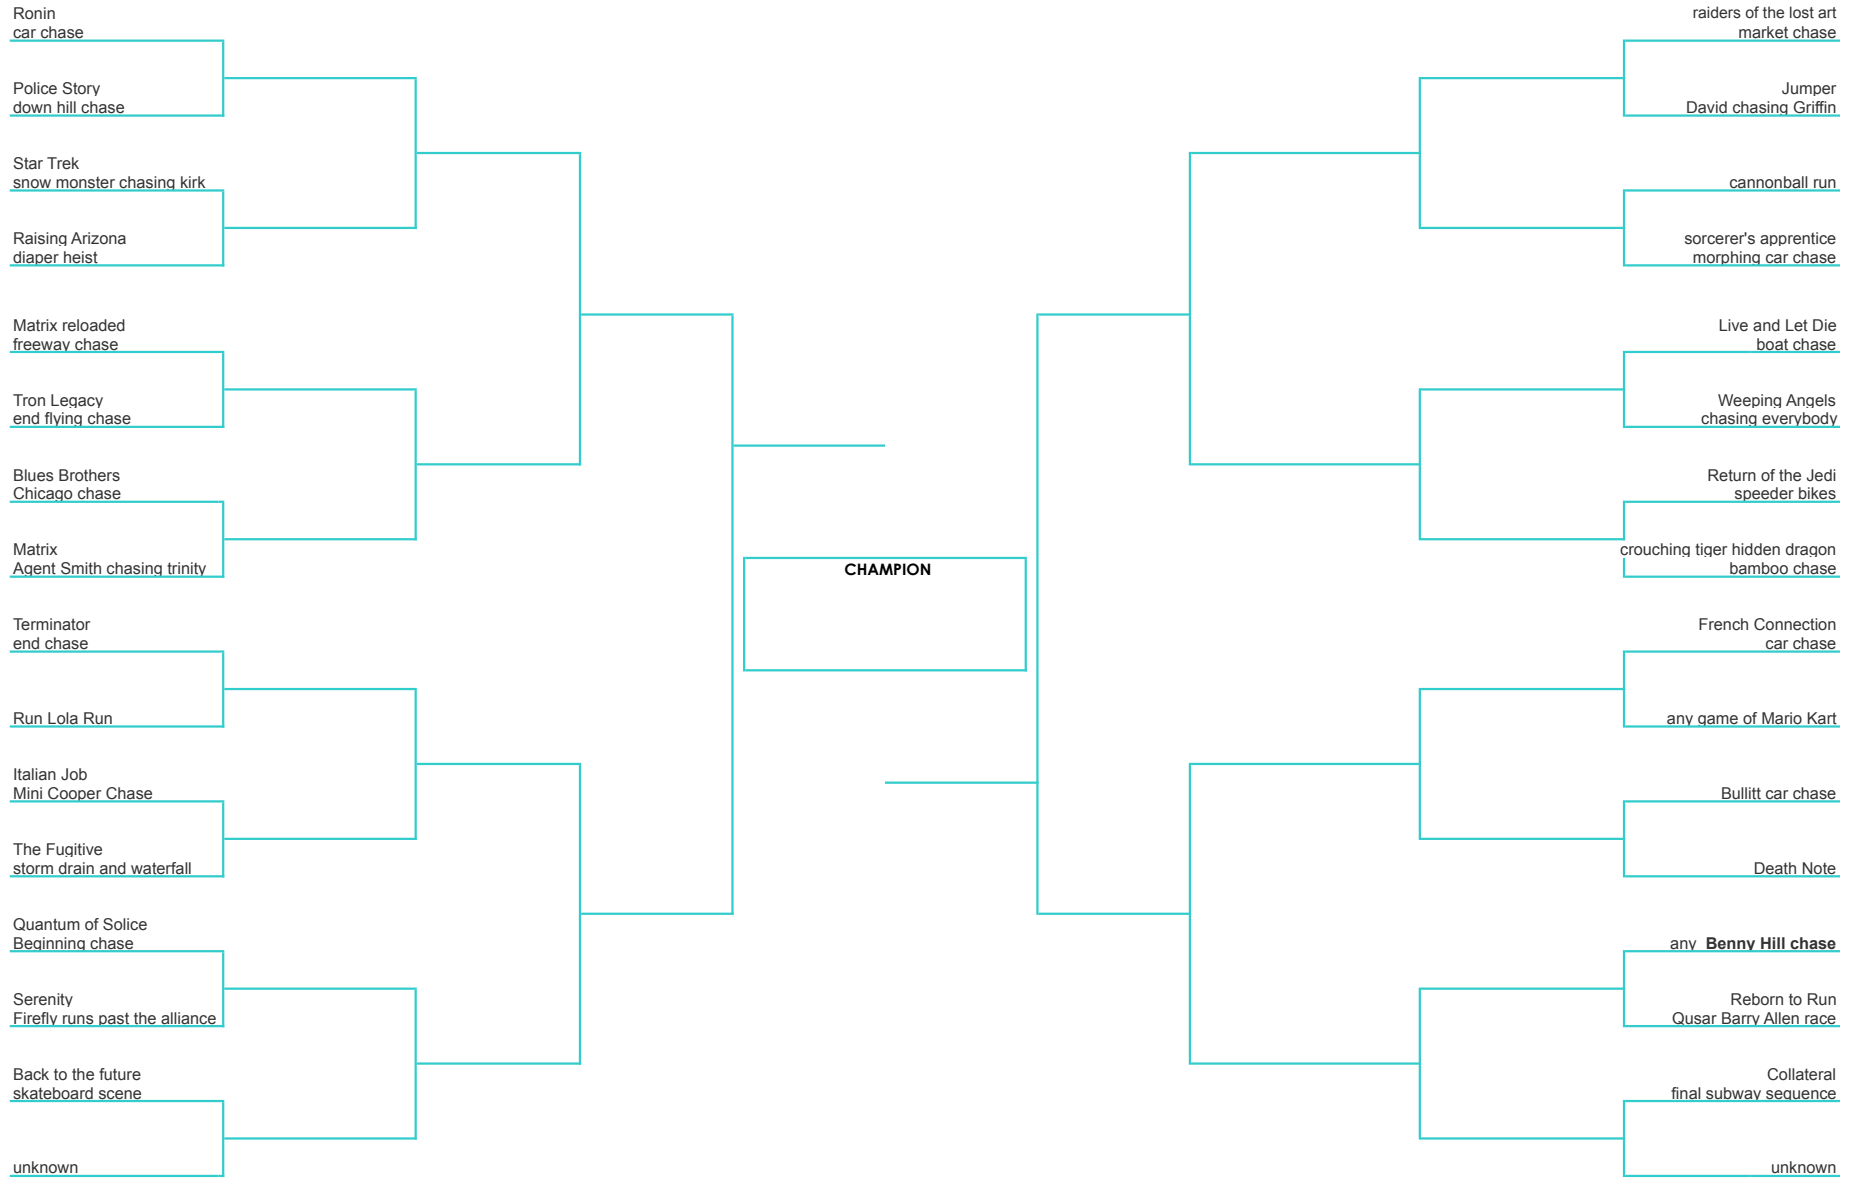 Ronin
car chase
Police Story
down hill chase
Star Trek
snow monster chasing kirk
Raising Arizona
diaper heist
Matrix reloaded
freeway chase
Tron Legacy
end flying chase
Blues Brothers
Chicago chase
Matrix
Agent Smith chasing trinity
Terminator
end chase
Run Lola Run
Italian Job
Mini Cooper Chase
The Fugitive
storm drain and waterfall
Quantum of Solice
Beginning chase
Serenity
Firefly runs past the alliance
Back to the future
skateboard scene
unknown
CHAMPION
raiders of the lost art
market chase
Jumper
David chasing Griffin
cannonball run
sorcerer's apprentice
morphing car chase
Live and Let Die
boat chase
Weeping Angels
chasing everybody
Return of the Jedi
speeder bikes
crouching tiger hidden dragon
bamboo chase
French Connection
car chase
any game of Mario Kart
Bullitt car chase
Death Note
any Benny Hill chase
Reborn to Run
Qusar Barry Allen race
Collateral
final subway sequence
unknown